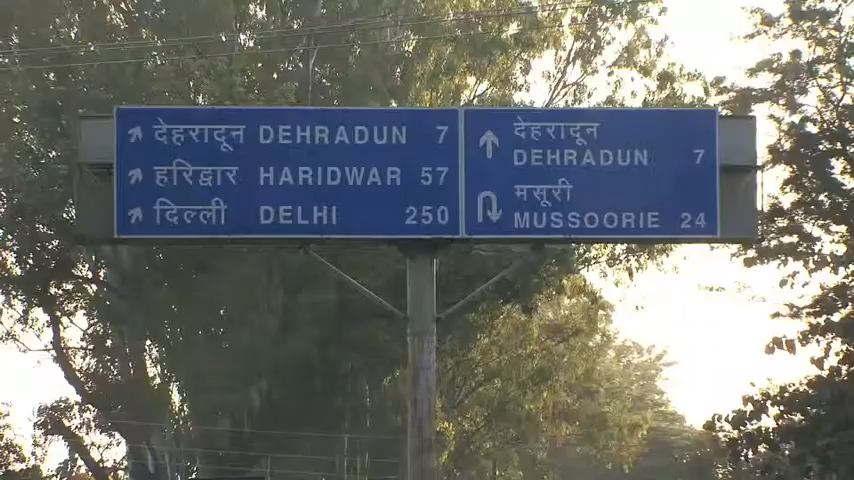 देहरादून DEHRADUN 7
हरिद्वार HARIDWAR 57
दिल्ली DELHI 250
देहरादून
DEHRADUN 7
मसूरी
MUSSOORIE 24